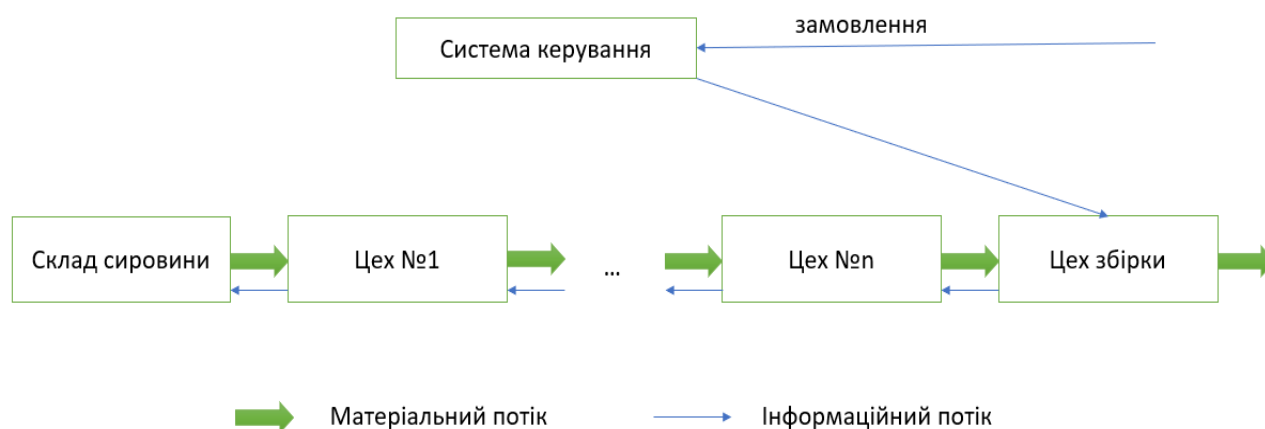 замовлення
Система керування
Склад сировини
Цех №1
...
Цех №n
Цех збірки
Матеріальний потік
Інформаційний потік